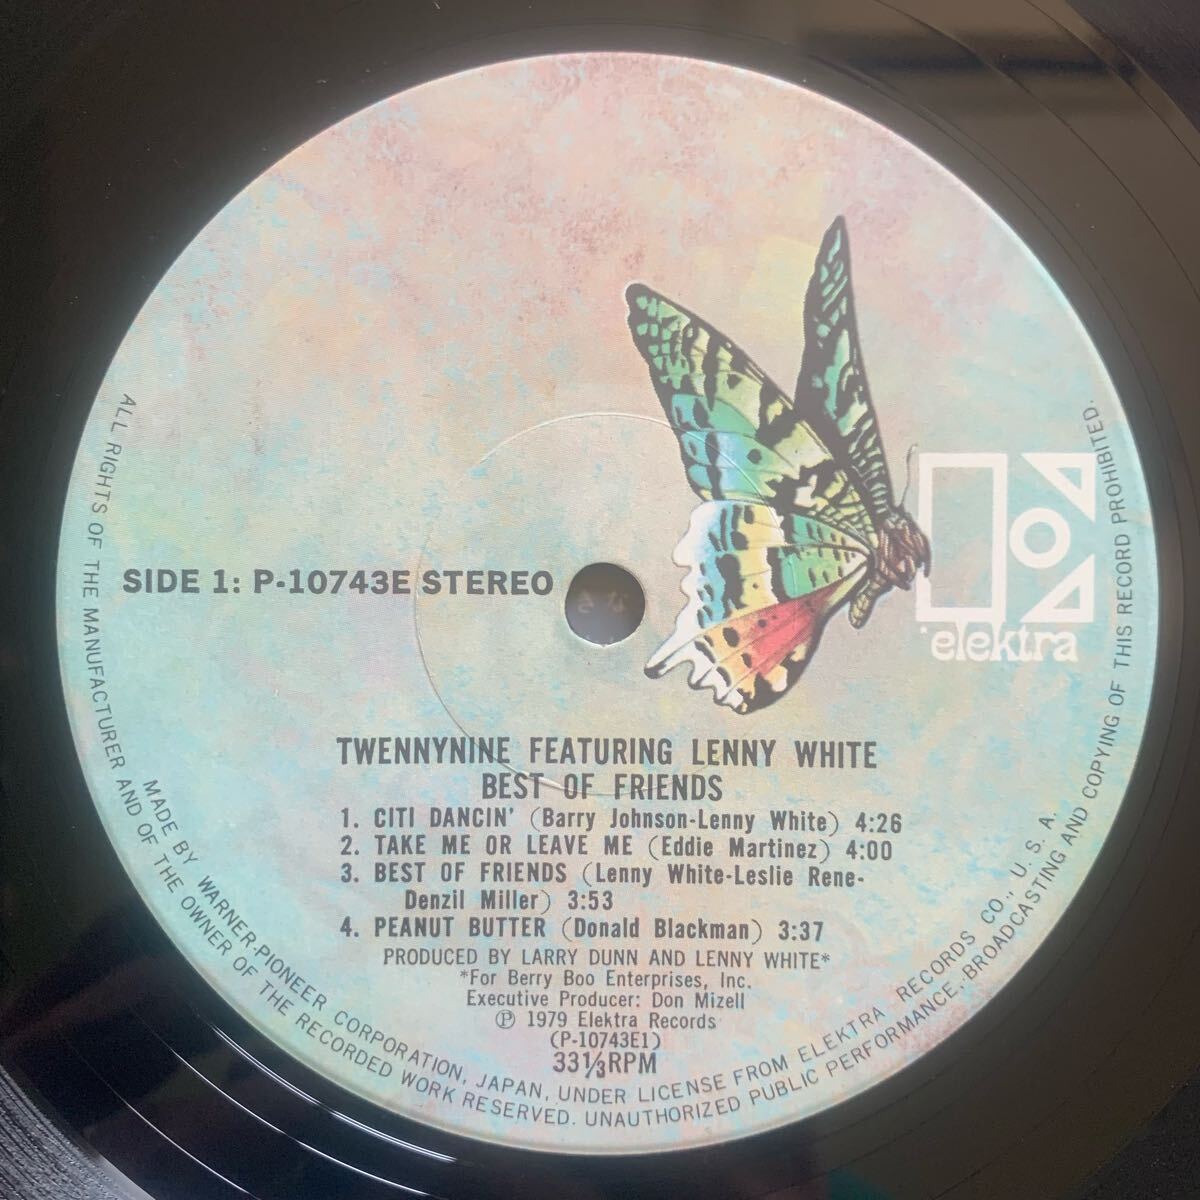 SIDE 1: P-10743E STEREO
elektra
TWENNYNINE FEATURING LENNY WHITE
BEST OF FRIENDS
1. CITI DANCIN' (Barry Johnson-Lenny White) 4:26
2. TAKE ME OR LEAVE ME (Eddie Martinez) 4:00
3. BEST OF FRIENDS (Lenny White-Leslie Rene-
Denzil Miller) 3:53
4. PEANUT BUTTER (Donald Blackman) 3:37
PRODUCED BY LARRY DUNN AND LENNY WHITE*
*For Berry Boo Enterprises, Inc.
Executive Producer: Don Mizell
℗ 1979 Elektra Records
(P-10743E1)
33⅓RPM
MADE BY WARNER-PIONEER CORPORATION, JAPAN, UNDER LICENSE FROM ELEKTRA RECORDS CO., U. S. A.
ALL RIGHTS OF THE MANUFACTURER AND OF THE OWNER OF THE RECORDED WORK RESERVED. UNAUTHORIZED PUBLIC PERFORMANCE, BROADCASTING AND COPYING OF THIS RECORD PROHIBITED.
さな